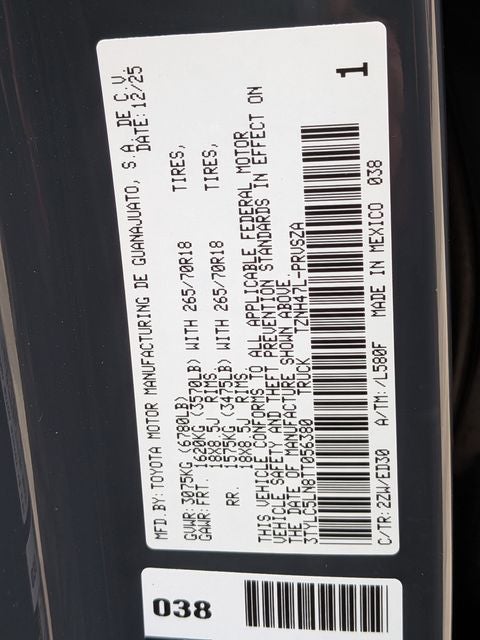 MFD.BY:TOYOTA MOTOR MANUFACTURING DE GUANAJUATO, S.A. DE C.V.
DATE:12/25
GVWR:3075KG (6780LB)
GAWR:FRT. 1620KG (3570LB) WITH 265/70R18 TIRES,
18X8.5J RIMS.
RR. 1575KG (3475LB) WITH 265/70R18 TIRES,
18X8.5J RIMS.
THIS VEHICLE CONFORMS TO ALL APPLICABLE FEDERAL MOTOR
VEHICLE SAFETY AND THEFT PREVENTION STANDARDS IN EFFECT ON
THE DATE OF MANUFACTURE SHOWN ABOVE.
3TYLC5LN8TT056380 TRUCK TZNH47L-PRVSZA
C/TR:2ZW/ED30 A/TM:-/L580F MADE IN MEXICO 038
1
038